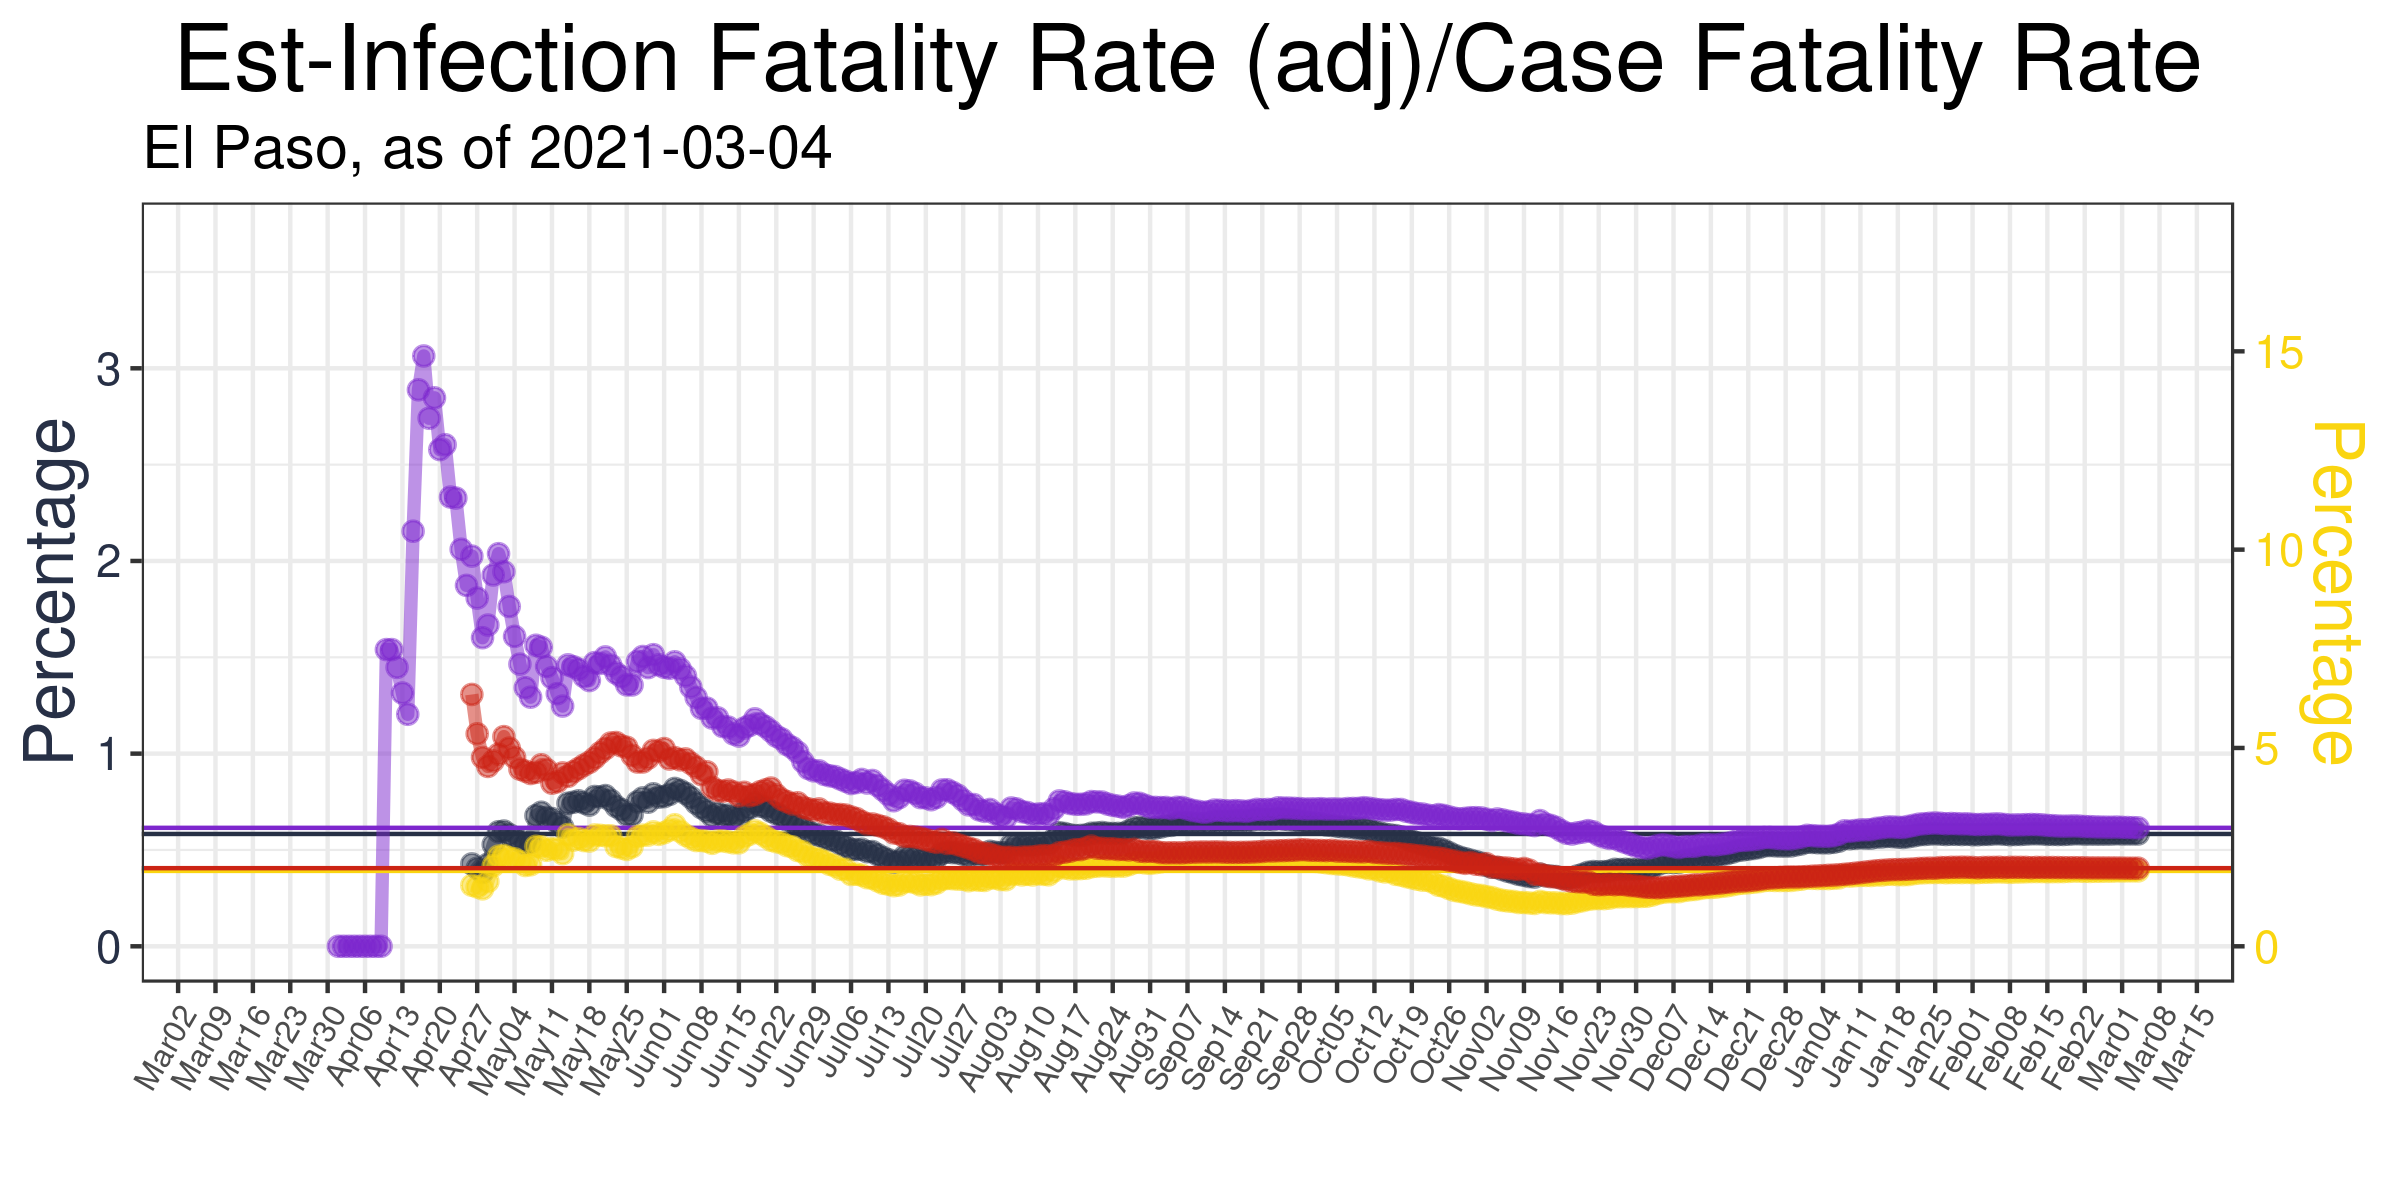 Est-Infection Fatality Rate (adj)/Case Fatality Rate
El Paso, as of 2021-03-04
Percentage
3
2
1
0
15
10
5
0
Percentage
Mar02 Mar09 Mar16 Mar23 Mar30 Apr06 Apr13 Apr20 Apr27 May04 May11 May18 May25 Jun01 Jun08 Jun15 Jun22 Jun29 Jul06 Jul13 Jul20 Jul27 Aug03 Aug10 Aug17 Aug24 Aug31 Sep07 Sep14 Sep21 Sep28 Oct05 Oct12 Oct19 Oct26 Nov02 Nov09 Nov16 Nov23 Nov30 Dec07 Dec14 Dec21 Dec28 Jan04 Jan11 Jan18 Jan25 Feb01 Feb08 Feb15 Feb22 Mar01 Mar08 Mar15